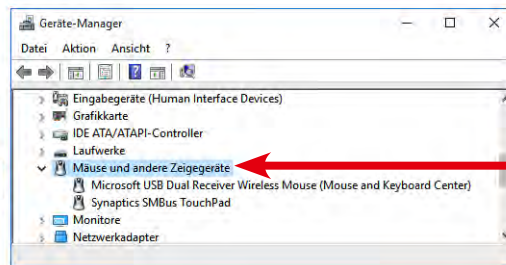 Geräte-Manager
Datei Aktion Ansicht ?
Eingabegeräte (Human Interface Devices)
Grafikkarte
IDE ATA/ATAPI-Controller
Laufwerke
Mäuse und andere Zeigegeräte
Microsoft USB Dual Receiver Wireless Mouse (Mouse and Keyboard Center)
Synaptics SMBus TouchPad
Monitore
Netzwerkadapter